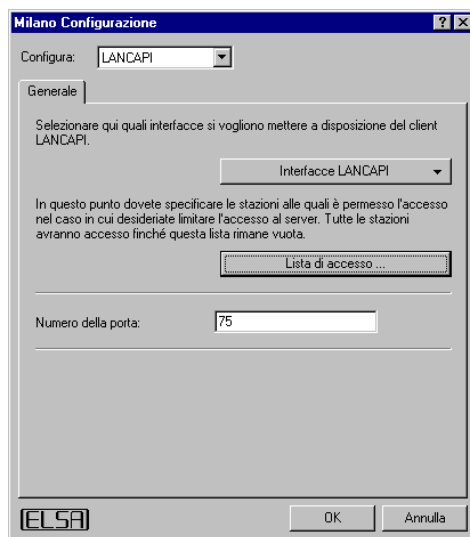 Milano Configurazione
Configura: LANCAPI
Generale
Selezionare qui quali interfacce si vogliono mettere a disposizione del client
LANCAPI.
Interfacce LANCAPI
In questo punto dovete specificare le stazioni alle quali è permesso l'accesso
nel caso in cui desideriate limitare l'accesso al server. Tutte le stazioni
avranno accesso finché questa lista rimane vuota.
Lista di accesso ...
Numero della porta: 75
ELSA OK Annulla